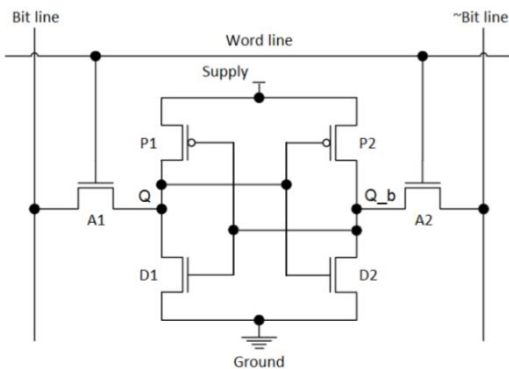 Bit line
~Bit line
Word line
Supply
P1
P2
Q
Q_b
A1
A2
D1
D2
Ground